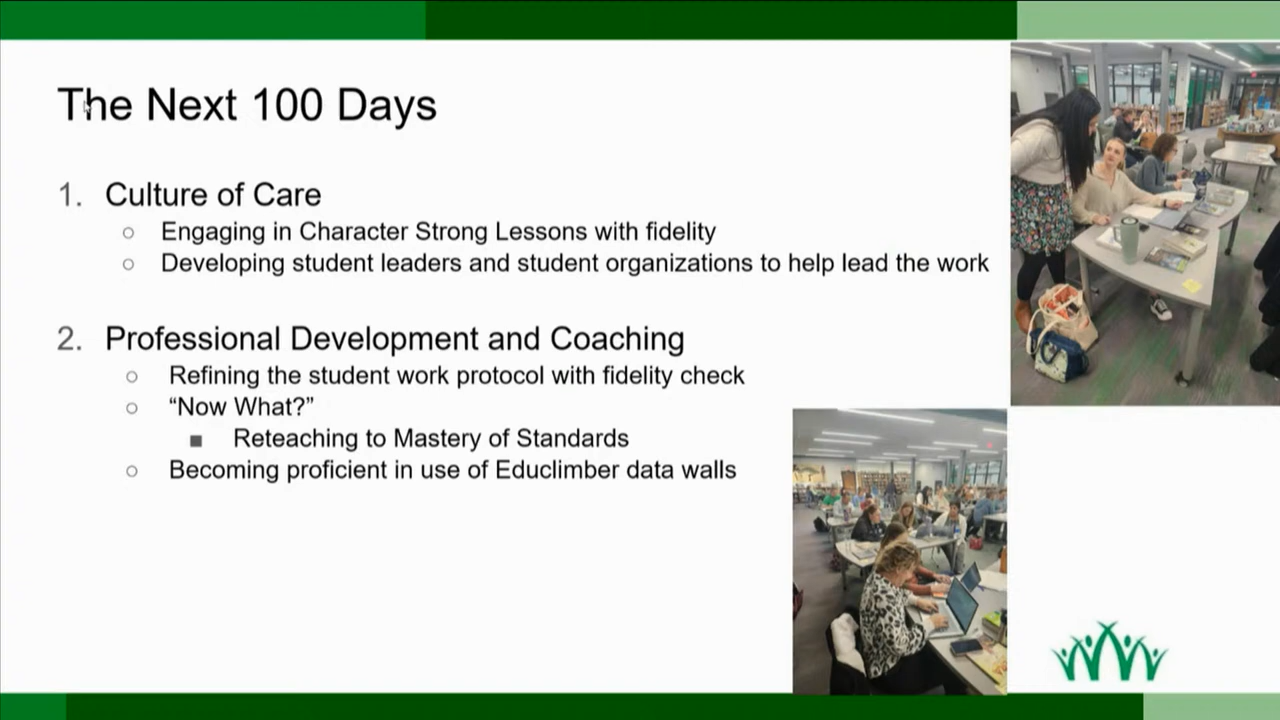 The Next 100 Days
1. Culture of Care
○ Engaging in Character Strong Lessons with fidelity
○ Developing student leaders and student organizations to help lead the work
2. Professional Development and Coaching
○ Refining the student work protocol with fidelity check
○ “Now What?”
■ Reteaching to Mastery of Standards
○ Becoming proficient in use of Educlimber data walls